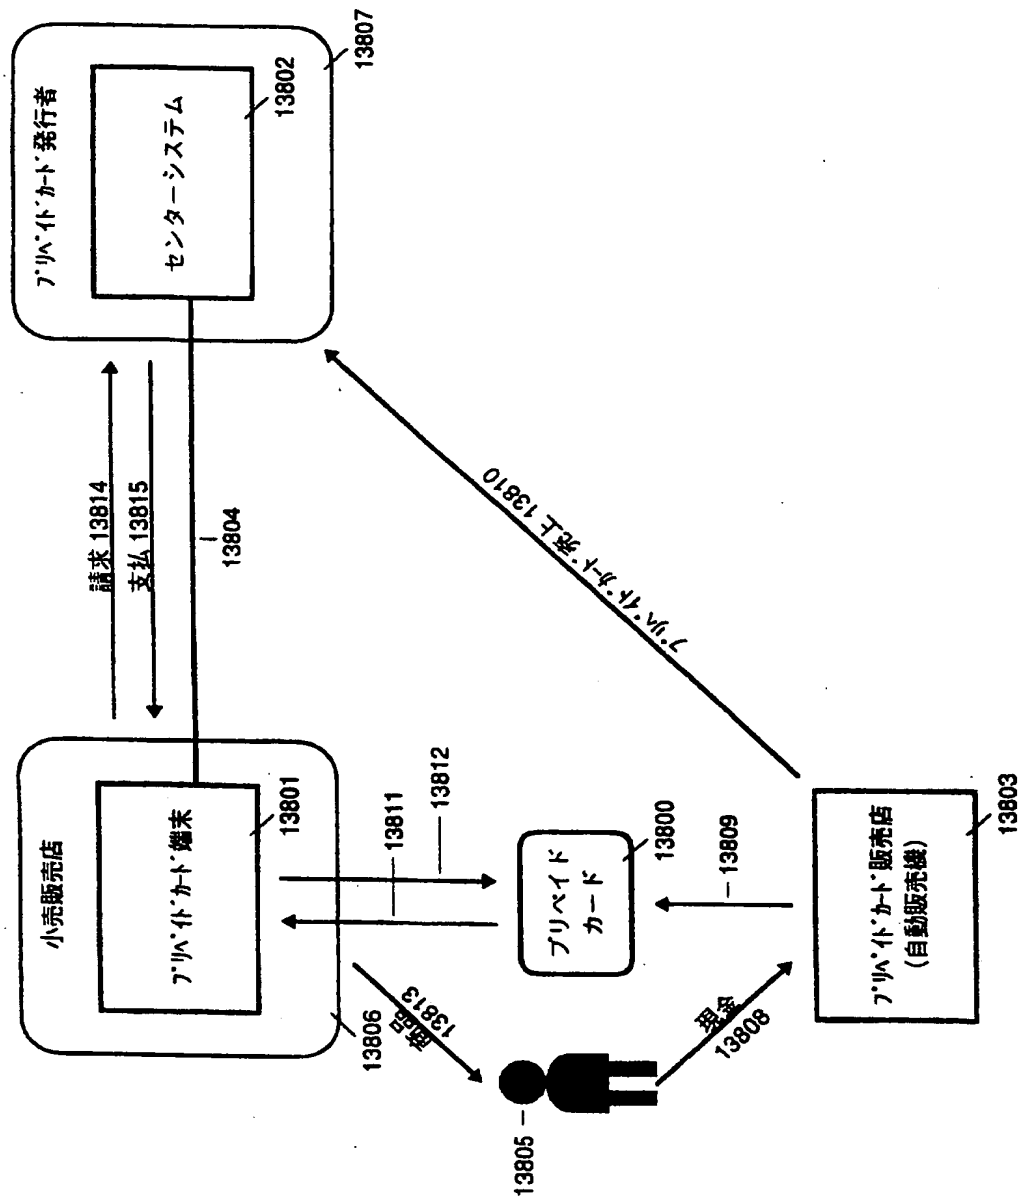 小売販売店
ﾌﾟﾘﾍﾟｲﾄﾞｶｰﾄﾞ端末
13801
13806
請求 13814
支払 13815
13804
ﾌﾟﾘﾍﾟｲﾄﾞｶｰﾄﾞ発行者
センターシステム
13802
13807
13811
13812
商品
13813
13805
プリペイド
カード
13800
現金
13808
13809
ﾌﾟﾘﾍﾟｲﾄﾞｶｰﾄﾞ売上 13810
ﾌﾟﾘﾍﾟｲﾄﾞｶｰﾄﾞ販売店
(自動販売機)
13803